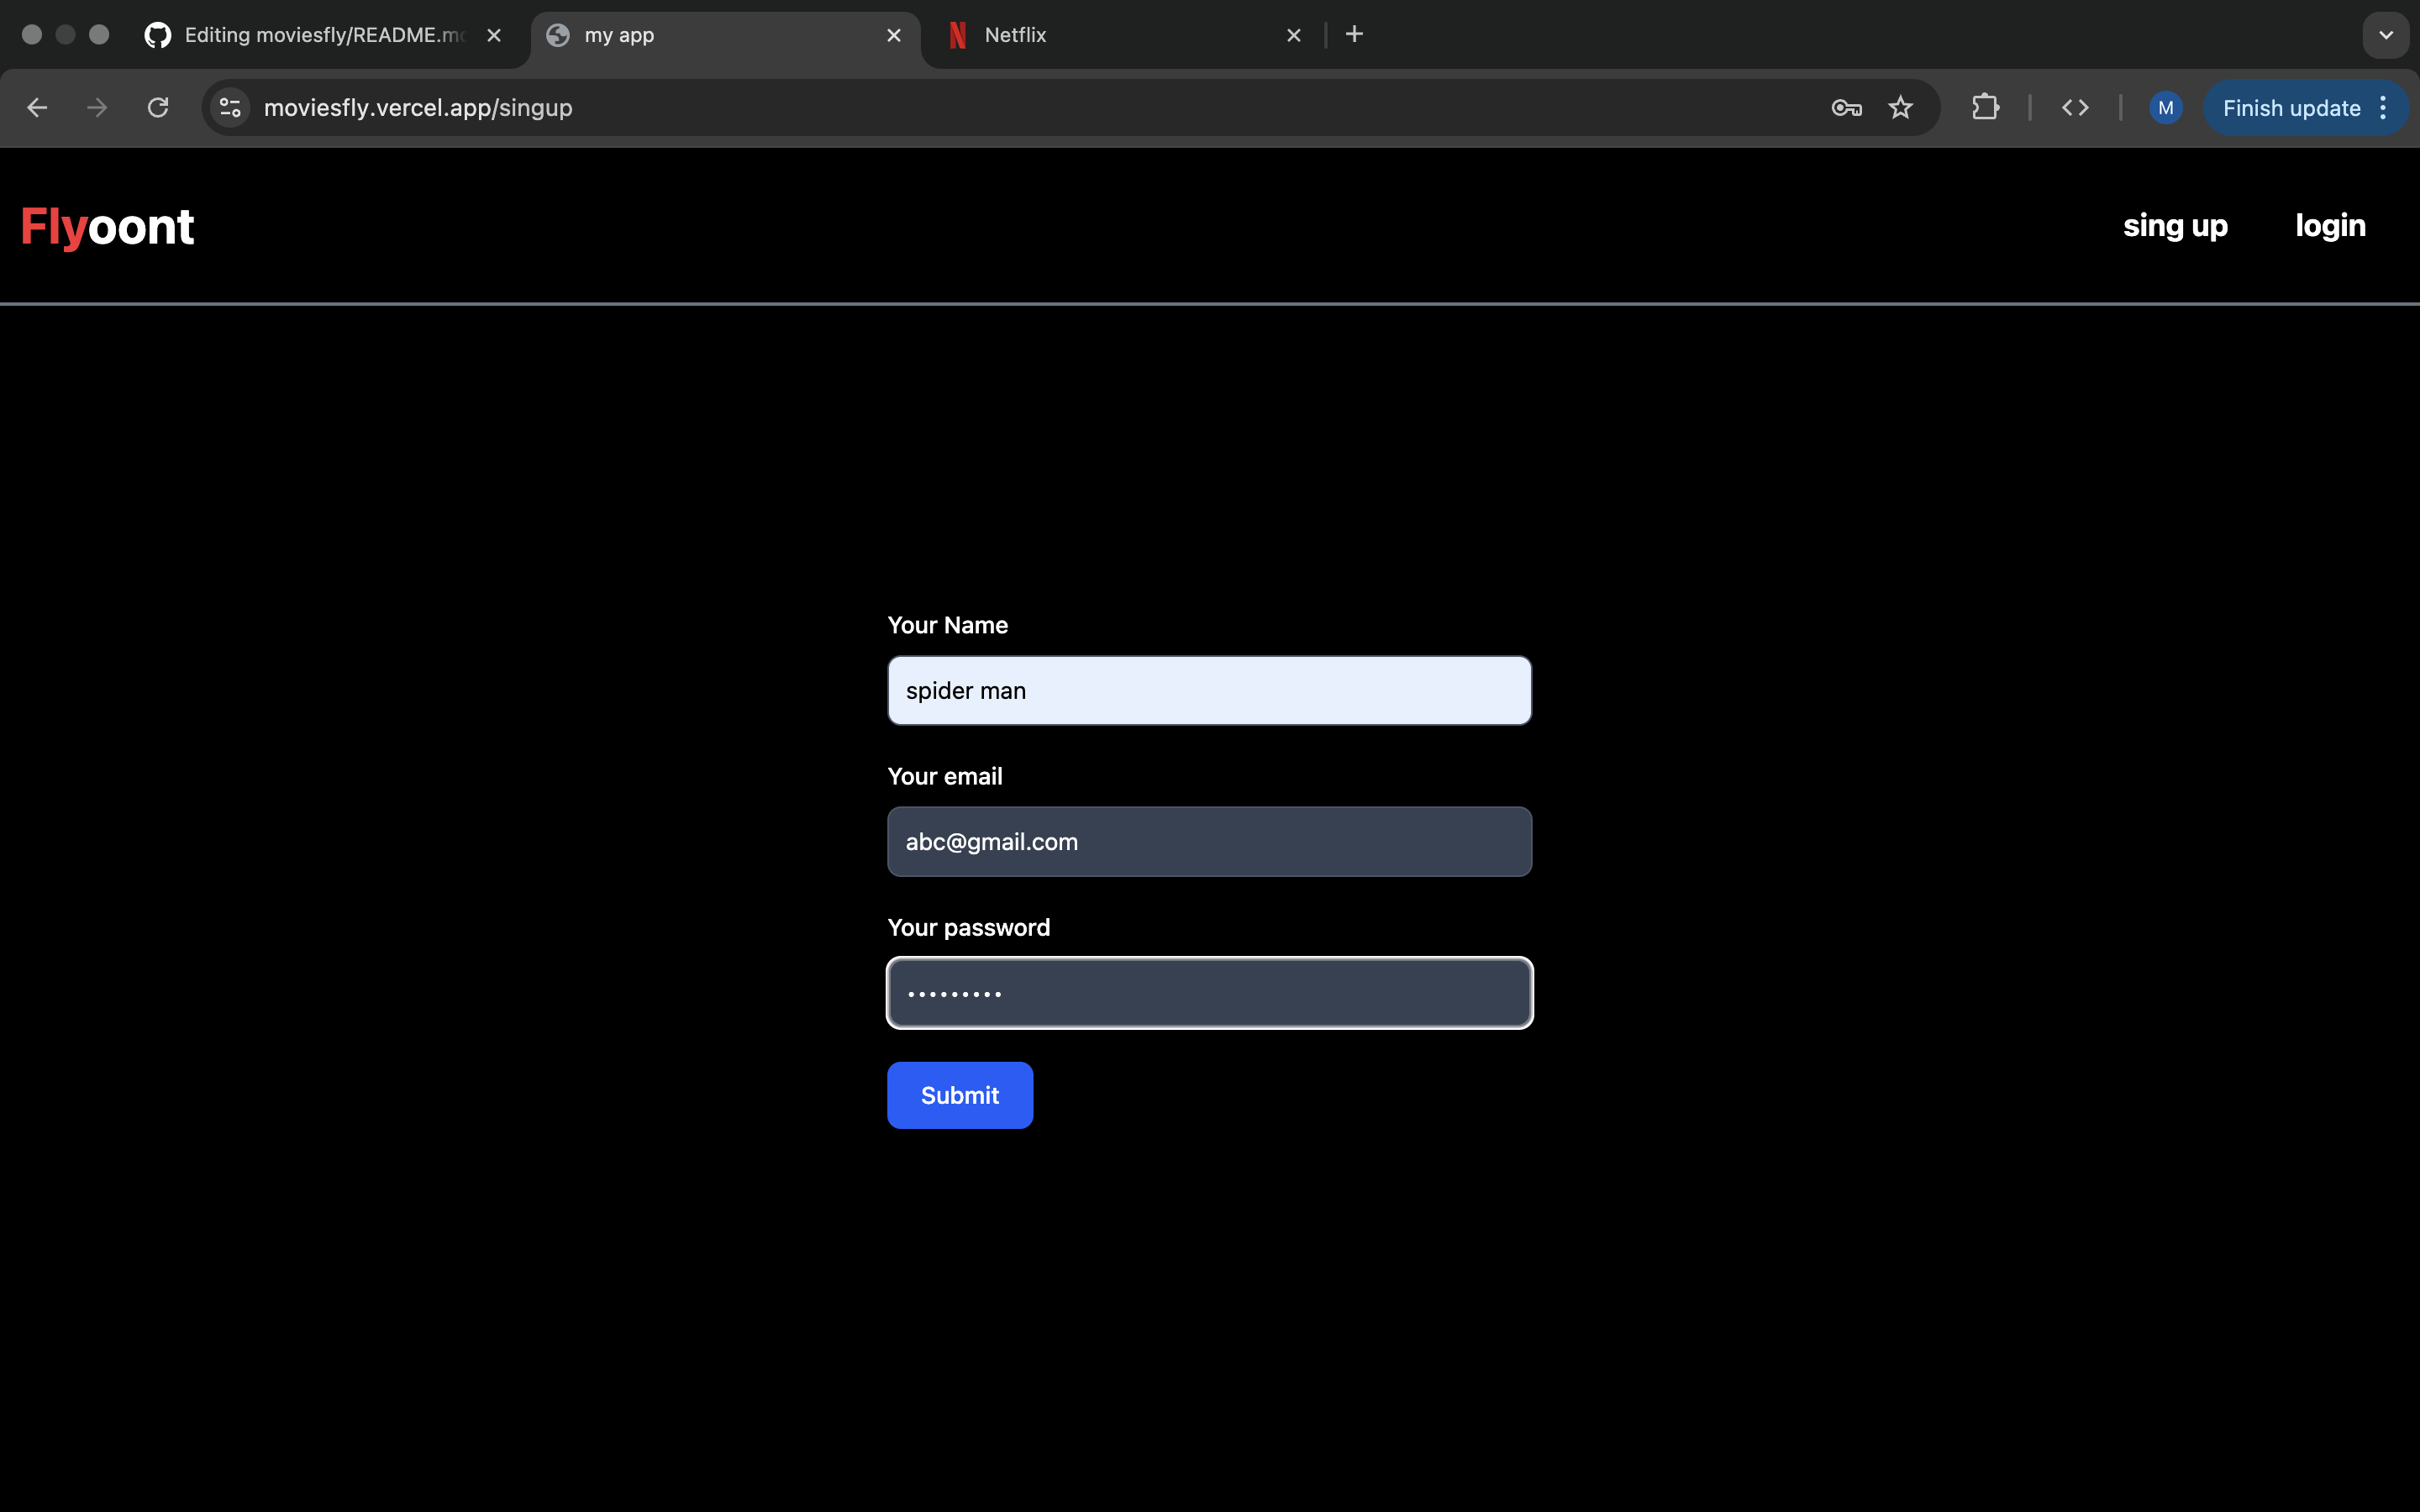 Editing moviesfly/README.md
my app
Netflix
moviesfly.vercel.app/singup
M
Finish update
Flyoont
sing up
login
Your Name
spider man
Your email
abc@gmail.com
Your password
•••••••••
Submit